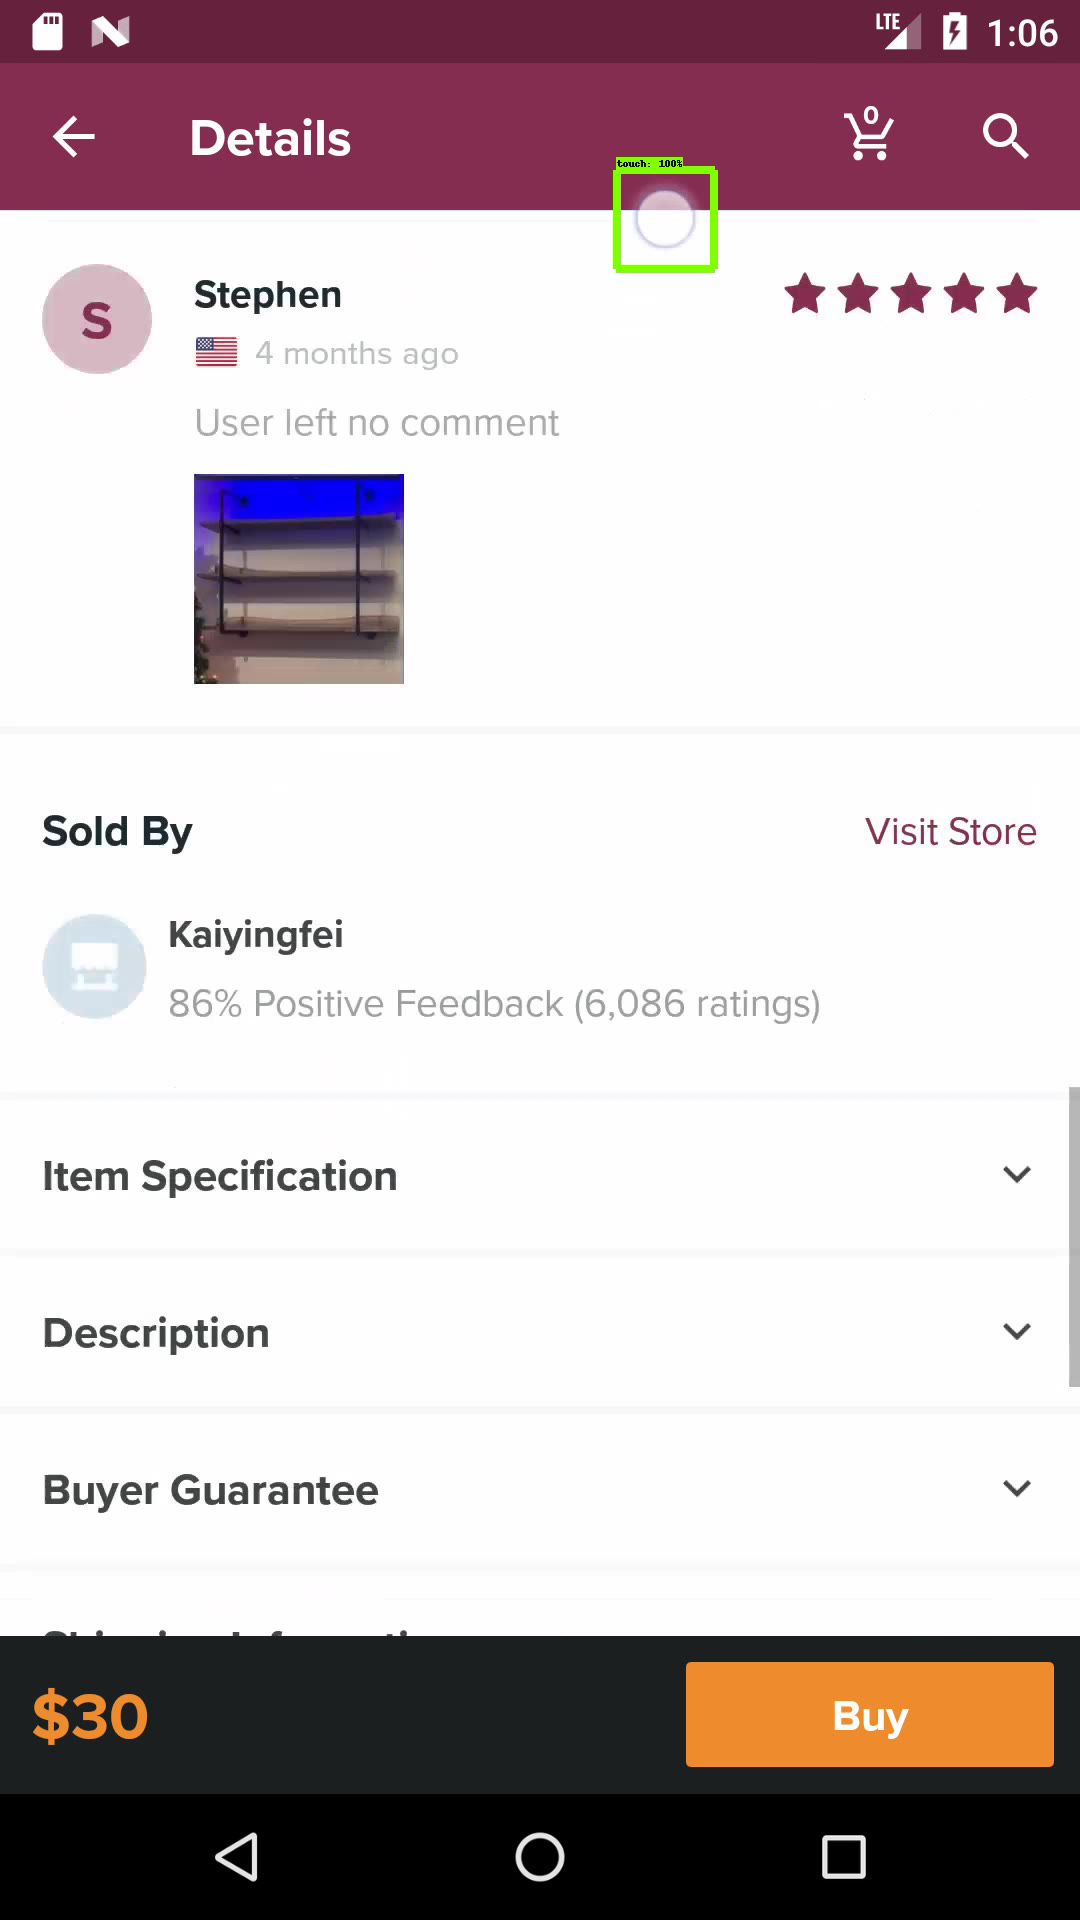 LTE 1:06
Details
0
touch: 100%
S
Stephen
4 months ago
User left no comment
Sold By
Visit Store
Kaiyingfei
86% Positive Feedback (6,086 ratings)
Item Specification
Description
Buyer Guarantee
$30
Buy